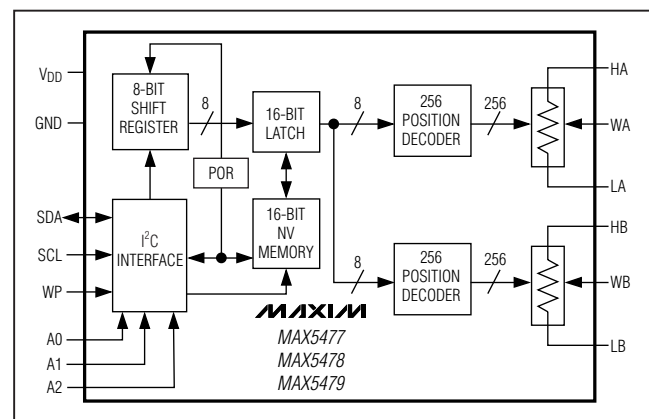 VDD
GND
SDA
SCL
WP
A0
A1
A2
8-BIT
SHIFT
REGISTER
8
16-BIT
LATCH
POR
I²C
INTERFACE
16-BIT
NV
MEMORY
8
256
POSITION
DECODER
256
HA
WA
LA
8
256
POSITION
DECODER
256
HB
WB
LB
MAXIM
MAX5477
MAX5478
MAX5479